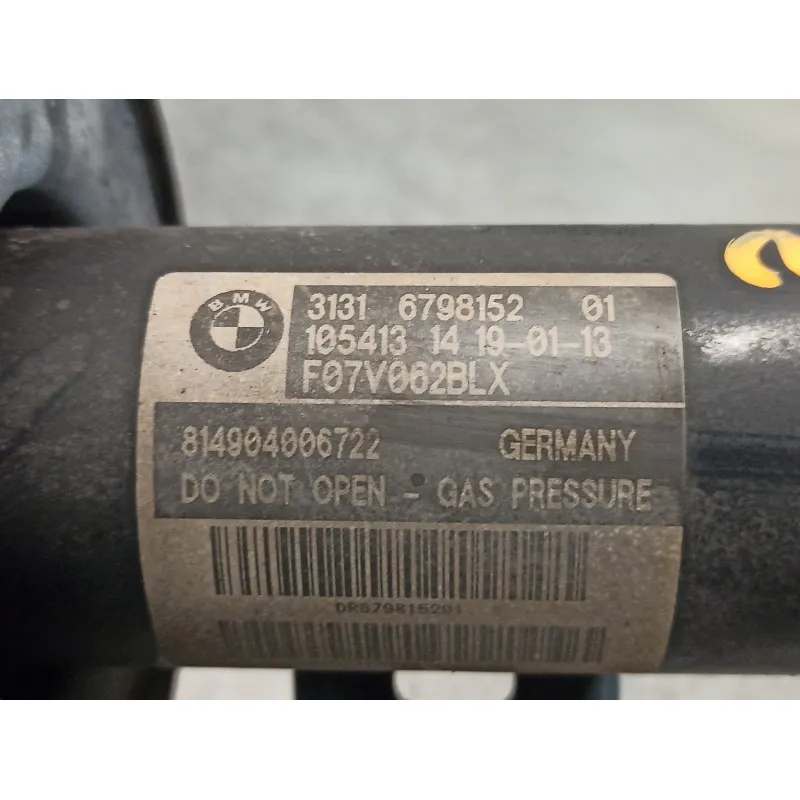 BMW
3131 6798152 01
105413 14 19-01-13
F07V062BLX
814904006722 GERMANY
DO NOT OPEN - GAS PRESSURE
DR679815201